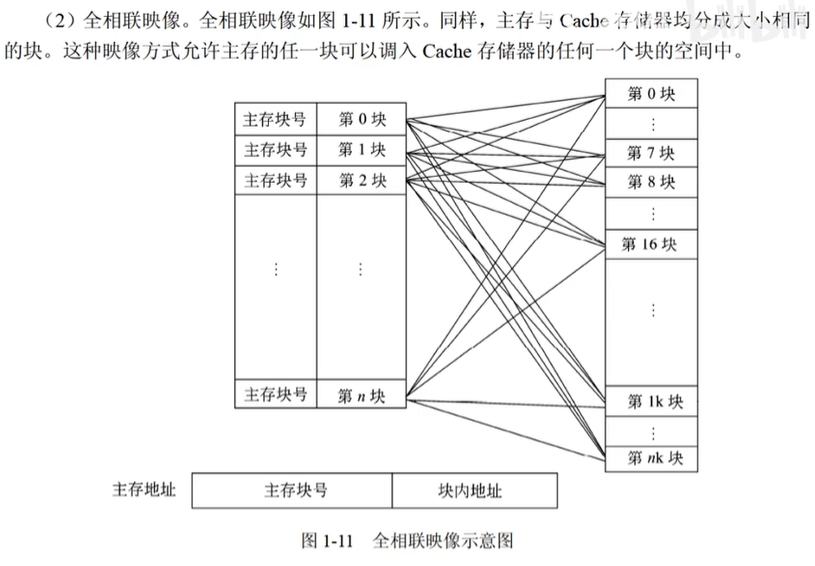 （2）全相联映像。全相联映像如图 1-11 所示。同样，主存与 Cache 存储器均分成大小相同
的块。这种映像方式允许主存的任一块可以调入 Cache 存储器的任何一个块的空间中。
第 0 块
主存块号 第 0 块
⋮
主存块号 第 1 块
第 7 块
主存块号 第 2 块
第 8 块
⋮
第 16 块
⋮ ⋮
⋮
主存块号 第 n 块
第 1k 块
⋮
第 nk 块
主存地址 主存块号 块内地址
图 1-11 全相联映像示意图